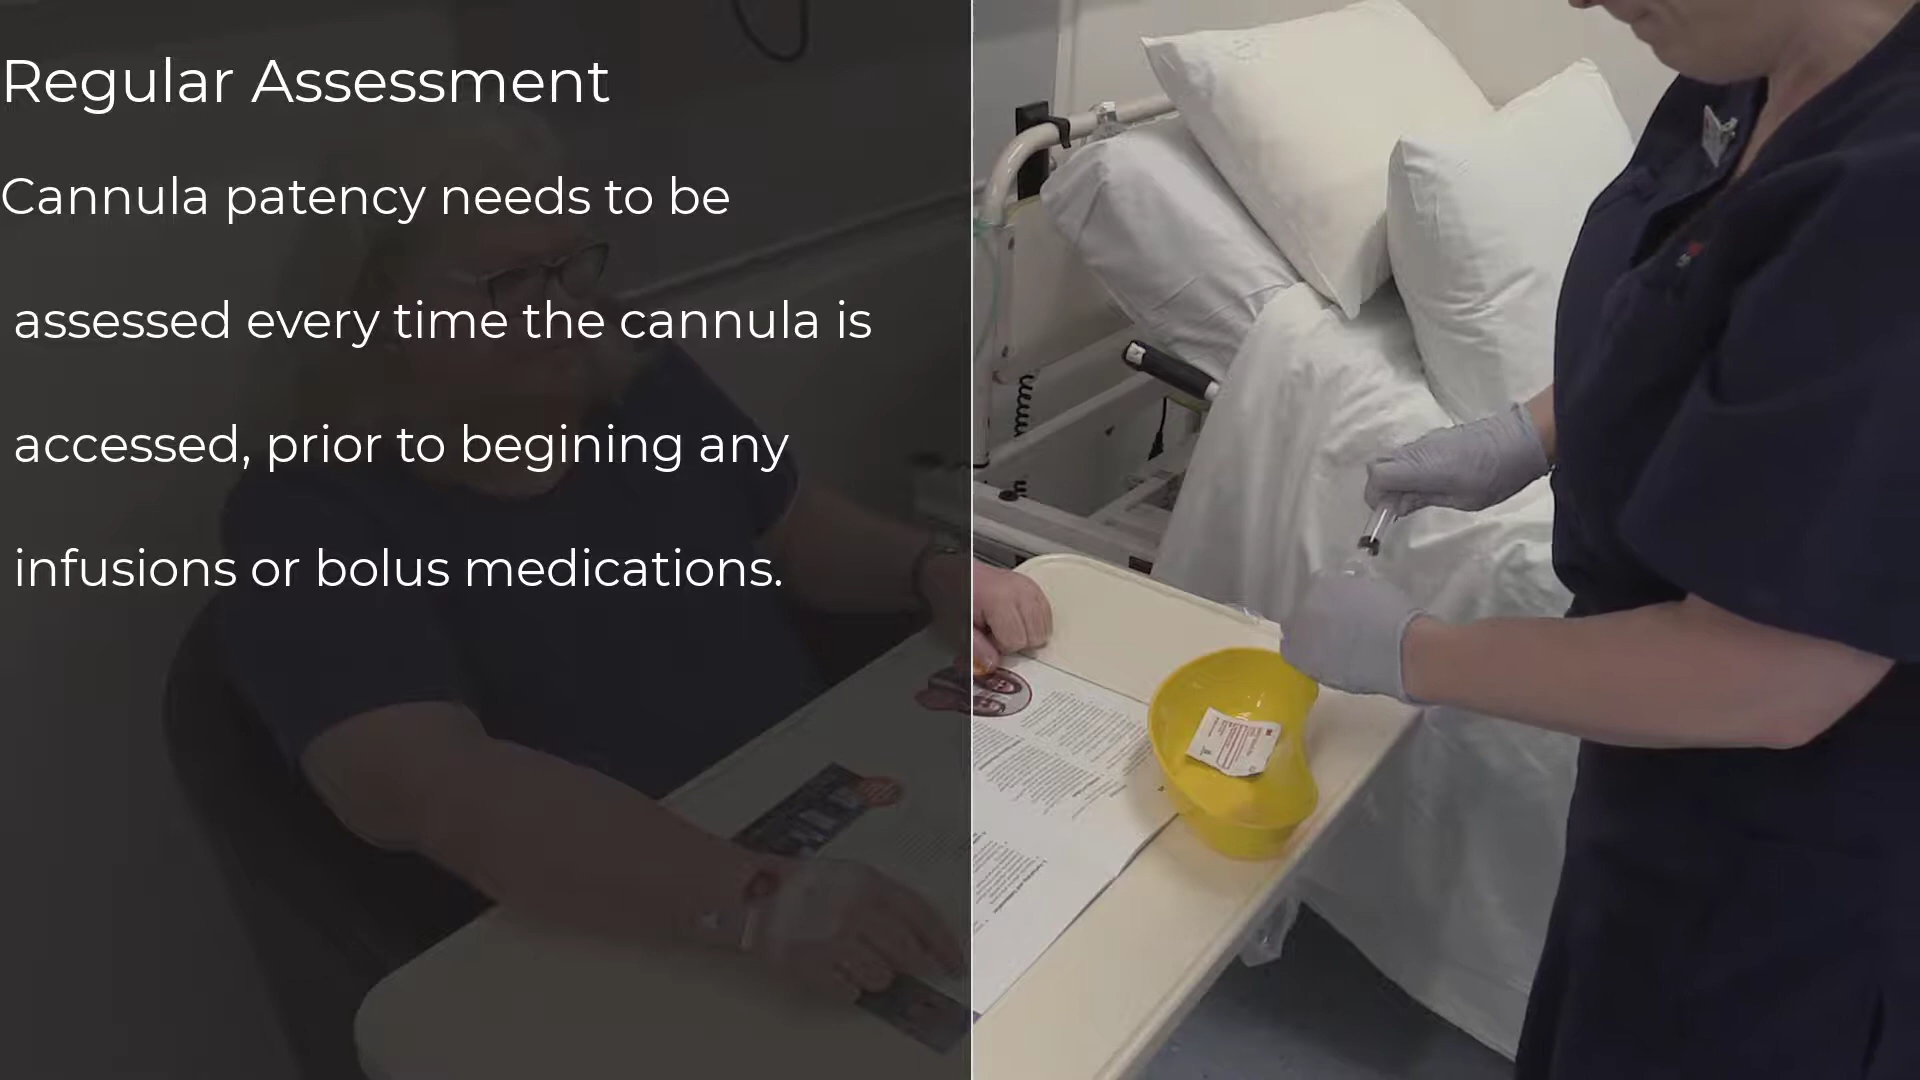 Regular Assessment
Cannula patency needs to be
assessed every time the cannula is
accessed, prior to begining any
infusions or bolus medications.